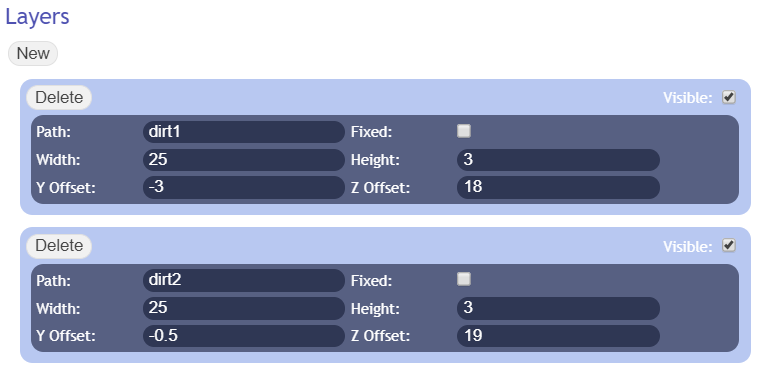 Layers
New
Delete Visible:
Path: dirt1 Fixed:
Width: 25 Height: 3
Y Offset: -3 Z Offset: 18
Delete Visible:
Path: dirt2 Fixed:
Width: 25 Height: 3
Y Offset: -0.5 Z Offset: 19